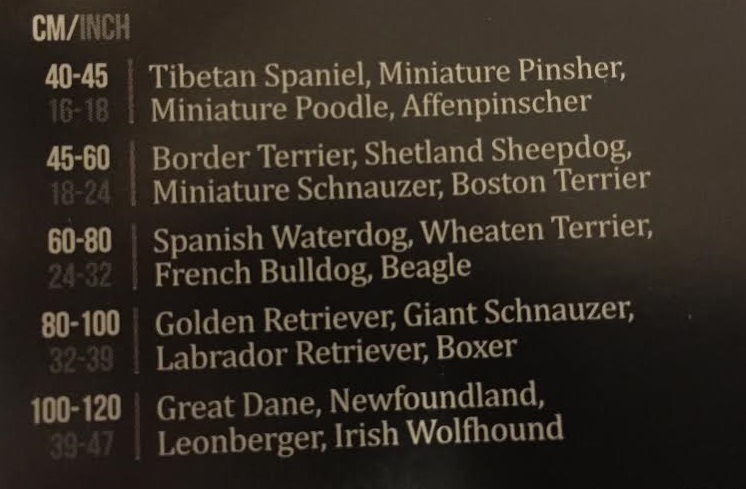 CM/INCH
40-45 Tibetan Spaniel, Miniature Pinsher,
16-18 Miniature Poodle, Affenpinscher
45-60 Border Terrier, Shetland Sheepdog,
18-24 Miniature Schnauzer, Boston Terrier
60-80 Spanish Waterdog, Wheaten Terrier,
24-32 French Bulldog, Beagle
80-100 Golden Retriever, Giant Schnauzer,
32-39 Labrador Retriever, Boxer
100-120 Great Dane, Newfoundland,
39-47 Leonberger, Irish Wolfhound